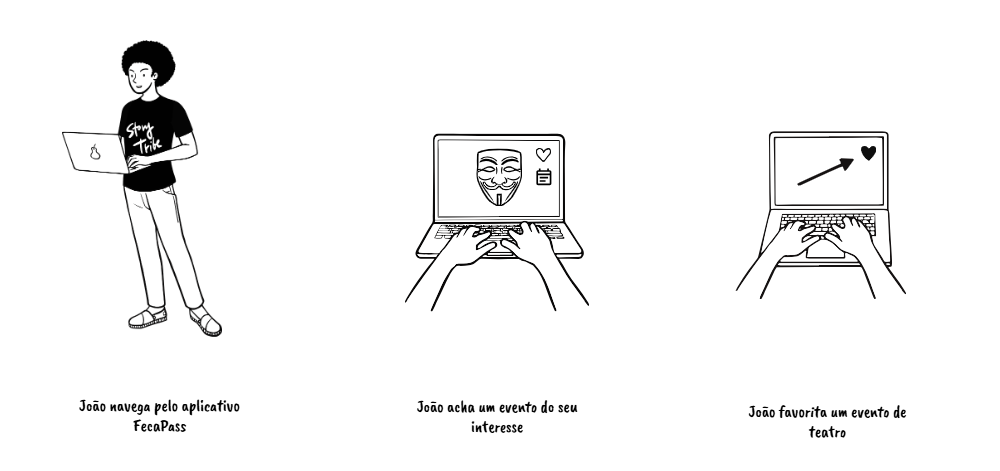 Story
Tribe
João navega pelo aplicativo
FecaPass
João acha um evento do seu
interesse
João favorita um evento de
teatro